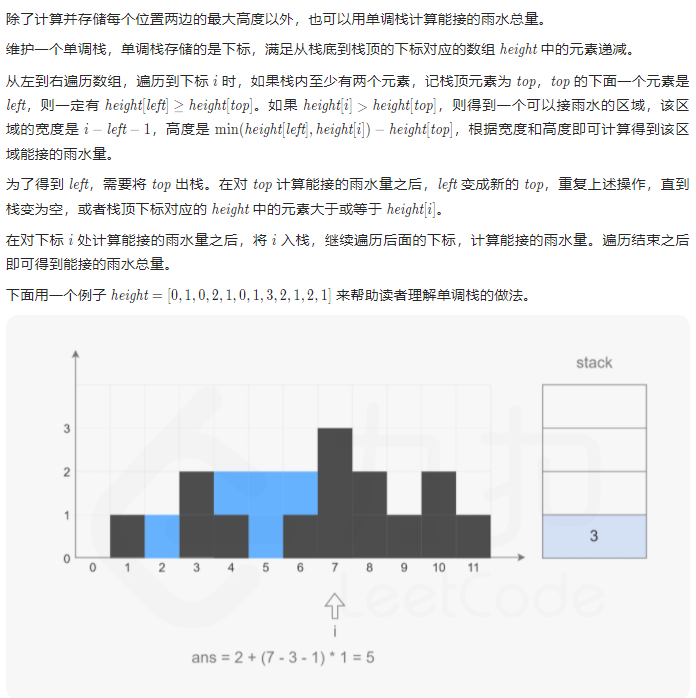 除了计算并存储每个位置两边的最大高度以外，也可以用单调栈计算能接的雨水总量。
维护一个单调栈，单调栈存储的是下标，满足从栈底到栈顶的下标对应的数组 height 中的元素递减。
从左到右遍历数组，遍历到下标 i 时，如果栈内至少有两个元素，记栈顶元素为 top，top 的下面一个元素是
left，则一定有 height[left] ≥ height[top]。如果 height[i] > height[top]，则得到一个可以接雨水的区域，该区
域的宽度是 i − left − 1，高度是 min(height[left], height[i]) − height[top]，根据宽度和高度即可计算得到该区
域能接的雨水量。
为了得到 left，需要将 top 出栈。在对 top 计算能接的雨水量之后，left 变成新的 top，重复上述操作，直到
栈变为空，或者栈顶下标对应的 height 中的元素大于或等于 height[i]。
在对下标 i 处计算能接的雨水量之后，将 i 入栈，继续遍历后面的下标，计算能接的雨水量。遍历结束之后
即可得到能接的雨水总量。
下面用一个例子 height = [0, 1, 0, 2, 1, 0, 1, 3, 2, 1, 2, 1] 来帮助读者理解单调栈的做法。
stack
3
2
1
0
3
0 1 2 3 4 5 6 7 8 9 10 11
力扣
LeetCode
i
ans = 2 + (7 - 3 - 1) * 1 = 5